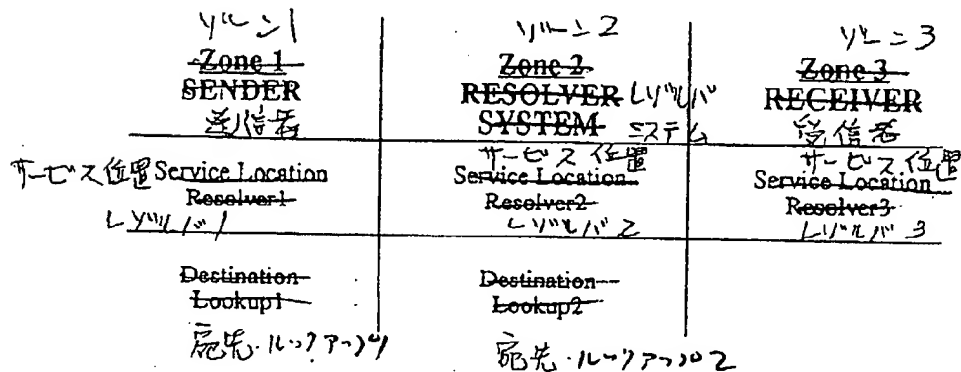 ゾーン1 ゾーン2 ゾーン3
Zone 1 Zone 2 Zone 3
SENDER RESOLVER レゾルバ RECEIVER
送信者 SYSTEM システム 受信者
サービス位置 サービス位置
サービス位置 Service Location Service Location Service Location
Resolver1 Resolver2 Resolver3
レゾルバ1 レゾルバ2 レゾルバ3
Destination Destination
Lookup1 Lookup2
宛先・ルックアップ1 宛先・ルックアップ2